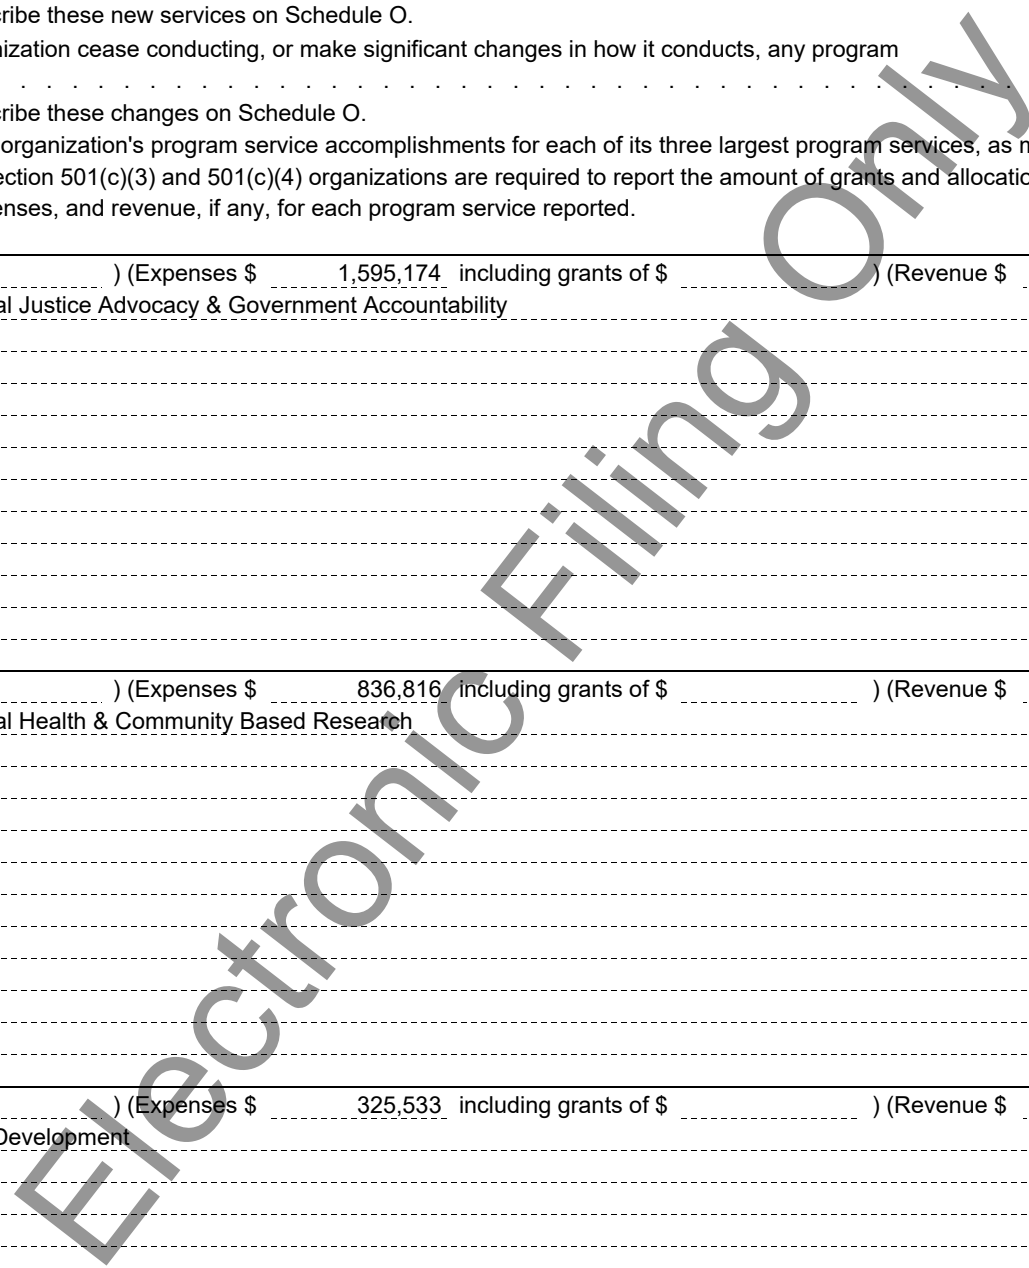 cribe these new services on Schedule O.
nization cease conducting, or make significant changes in how it conducts, any program
. . . . . . . . . . . . . . . . . . . . . . . . . . . . . . . . . . . . . . .
cribe these changes on Schedule O.
organization's program service accomplishments for each of its three largest program services, as m
ection 501(c)(3) and 501(c)(4) organizations are required to report the amount of grants and allocatio
enses, and revenue, if any, for each program service reported.
) (Expenses $ 1,595,174 including grants of $ ) (Revenue $
al Justice Advocacy & Government Accountability
) (Expenses $ 836,816 including grants of $ ) (Revenue $
al Health & Community Based Research
) (Expenses $ 325,533 including grants of $ ) (Revenue $
Development
Electronic Filing Only